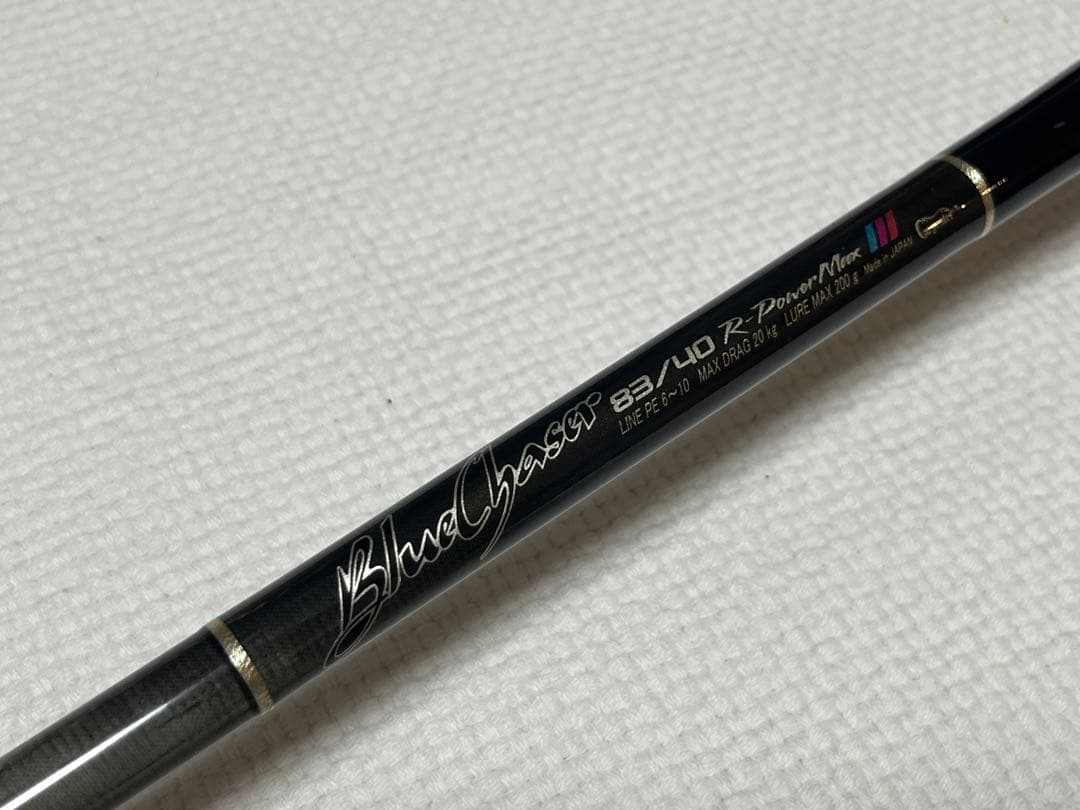 BlueChaser 83/40 R-PowerMax
LINE PE 6~10 MAX DRAG 20 kg LURE MAX 200 g Made in JAPAN